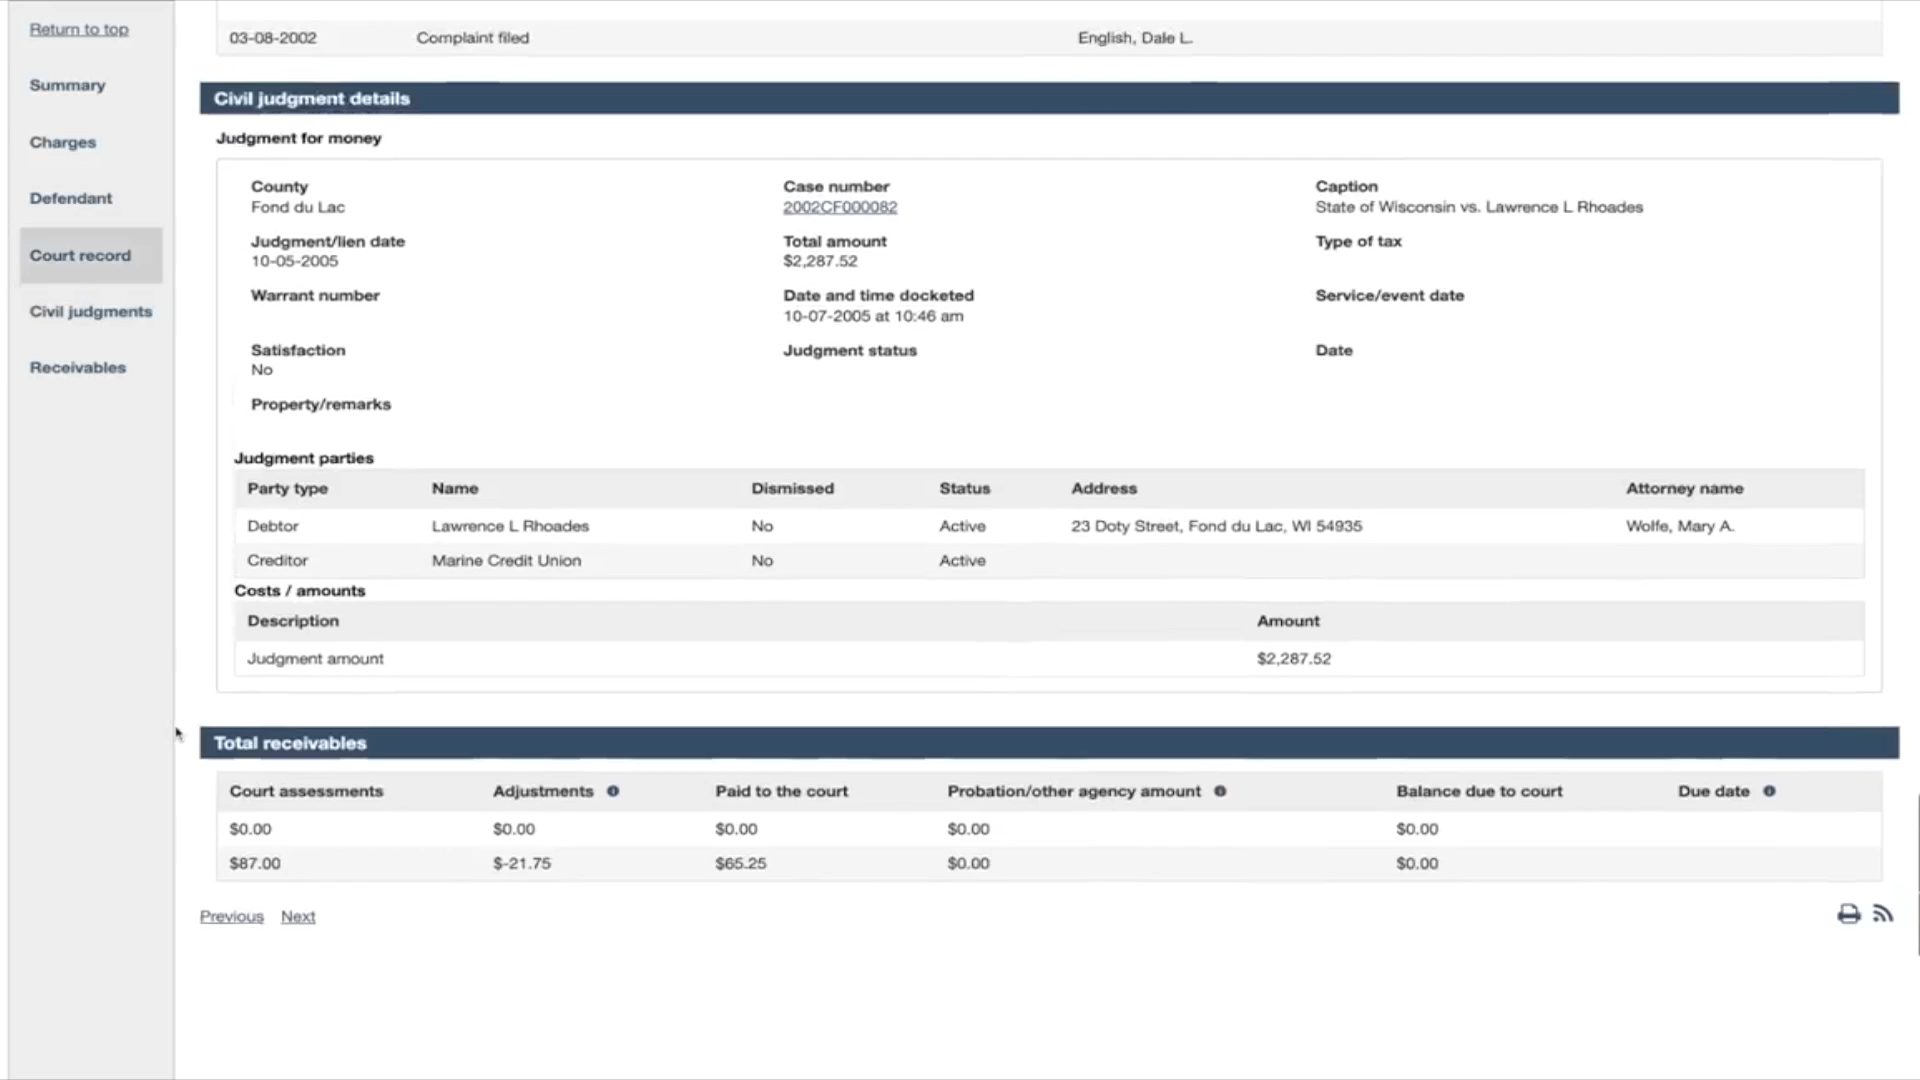 Return to top
Summary
Charges
Defendant
Court record
Civil judgments
Receivables
03-08-2002 Complaint filed English, Dale L.
Civil judgment details
Judgment for money
County Case number Caption
Fond du Lac 2002CF000082 State of Wisconsin vs. Lawrence L Rhoades
Judgment/lien date Total amount Type of tax
10-05-2005 $2,287.52
Warrant number Date and time docketed Service/event date
10-07-2005 at 10:46 am
Satisfaction Judgment status Date
No
Property/remarks
Judgment parties
Party type Name Dismissed Status Address Attorney name
Debtor Lawrence L Rhoades No Active 23 Doty Street, Fond du Lac, WI 54935 Wolfe, Mary A.
Creditor Marine Credit Union No Active
Costs / amounts
Description Amount
Judgment amount $2,287.52
Total receivables
Court assessments Adjustments Paid to the court Probation/other agency amount Balance due to court Due date
$0.00 $0.00 $0.00 $0.00 $0.00
$87.00 $-21.75 $65.25 $0.00 $0.00
Previous Next